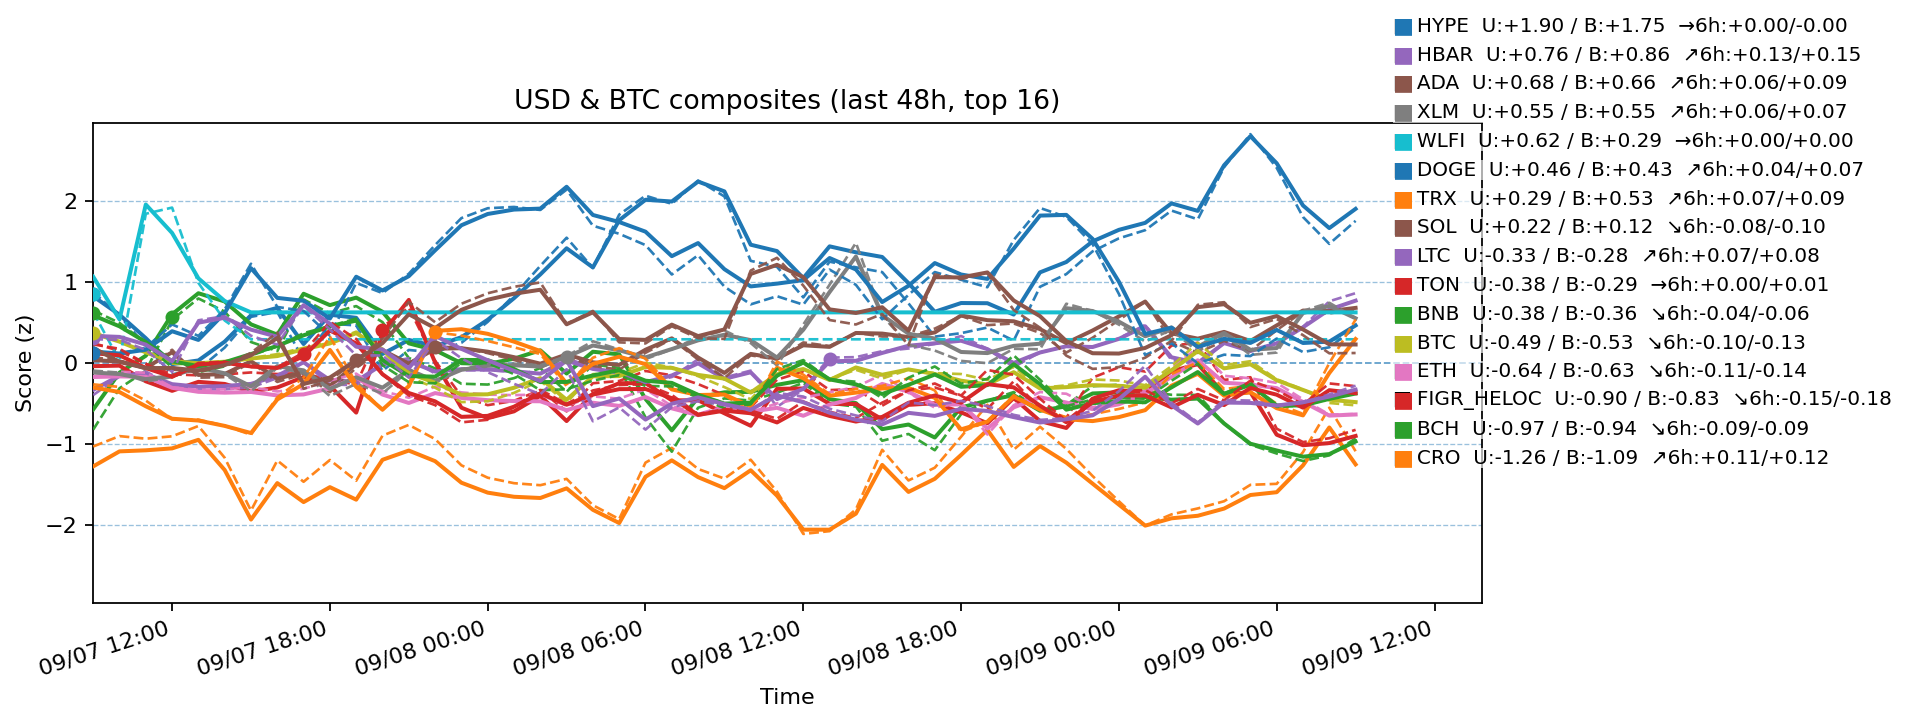 HYPE U:+1.90 / B:+1.75 →6h:+0.00/-0.00
HBAR U:+0.76 / B:+0.86 ↗6h:+0.13/+0.15
ADA U:+0.68 / B:+0.66 ↗6h:+0.06/+0.09
XLM U:+0.55 / B:+0.55 ↗6h:+0.06/+0.07
WLFI U:+0.62 / B:+0.29 →6h:+0.00/+0.00
DOGE U:+0.46 / B:+0.43 ↗6h:+0.04/+0.07
TRX U:+0.29 / B:+0.53 ↗6h:+0.07/+0.09
SOL U:+0.22 / B:+0.12 ↘6h:-0.08/-0.10
LTC U:-0.33 / B:-0.28 ↗6h:+0.07/+0.08
TON U:-0.38 / B:-0.29 →6h:+0.00/+0.01
BNB U:-0.38 / B:-0.36 ↘6h:-0.04/-0.06
BTC U:-0.49 / B:-0.53 ↘6h:-0.10/-0.13
ETH U:-0.64 / B:-0.63 ↘6h:-0.11/-0.14
FIGR_HELOC U:-0.90 / B:-0.83 ↘6h:-0.15/-0.18
BCH U:-0.97 / B:-0.94 ↘6h:-0.09/-0.09
CRO U:-1.26 / B:-1.09 ↗6h:+0.11/+0.12
USD & BTC composites (last 48h, top 16)
Score (z)
2
1
0
−1
−2
09/07 12:00
09/07 18:00
09/08 00:00
09/08 06:00
09/08 12:00
09/08 18:00
09/09 00:00
09/09 06:00
09/09 12:00
Time